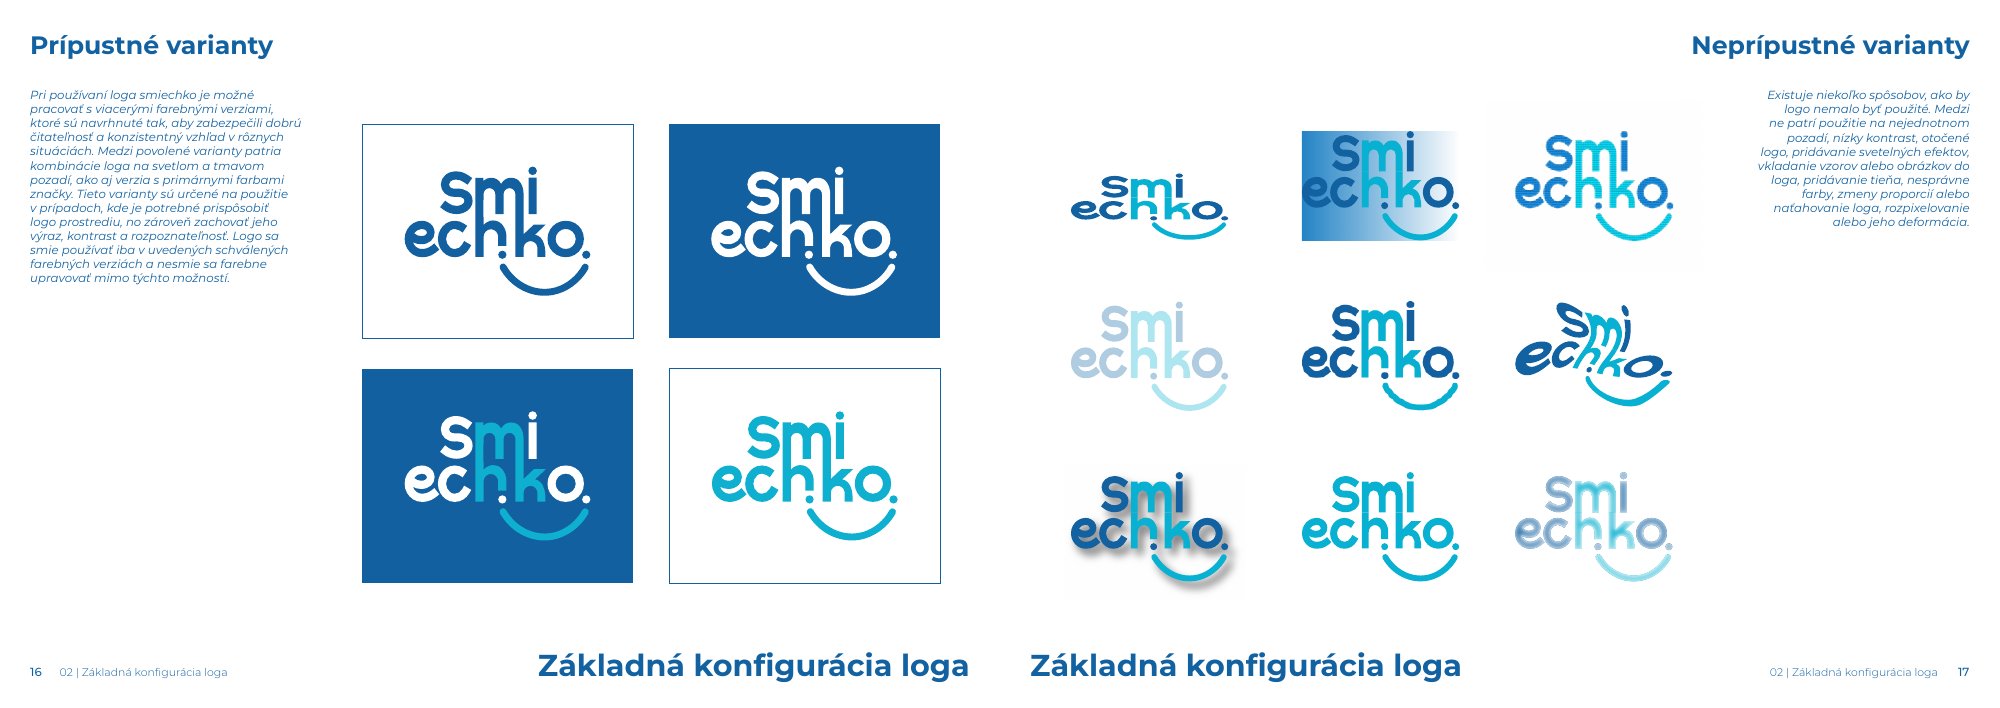 Prípustné varianty
Pri používaní loga smiechko je možné
pracovať s viacerými farebnými verziami,
ktoré sú navrhnuté tak, aby zabezpečili dobrú
čitateľnosť a konzistentný vzhľad v rôznych
situáciách. Medzi povolené varianty patria
kombinácie loga na svetlom a tmavom
pozadí, ako aj verzia s primárnymi farbami
značky. Tieto varianty sú určené na použitie
v prípadoch, kde je potrebné prispôsobiť
logo prostrediu, no zároveň zachovať jeho
výraz, kontrast a rozpoznateľnosť. Logo sa
smie používať iba v uvedených schválených
farebných verziách a nesmie sa farebne
upravovať mimo týchto možností.
smi
echko.
smi
echko.
smi
echko.
smi
echko.
Základná konfigurácia loga
16 02 | Základná konfigurácia loga
Neprípustné varianty
Existuje niekoľko spôsobov, ako by
logo nemalo byť použité. Medzi
ne patrí použitie na nejednotnom
pozadí, nízky kontrast, otočené
logo, pridávanie svetelných efektov,
vkladanie vzorov alebo obrázkov do
loga, pridávanie tieňa, nesprávne
farby, zmeny proporcií alebo
naťahovanie loga, rozpixelovanie
alebo jeho deformácia.
smi
echko.
smi
echko.
smi
echko.
smi
echko.
smi
echko.
smi
echko.
smi
echko.
smi
echko.
smi
echko.
Základná konfigurácia loga
02 | Základná konfigurácia loga 17